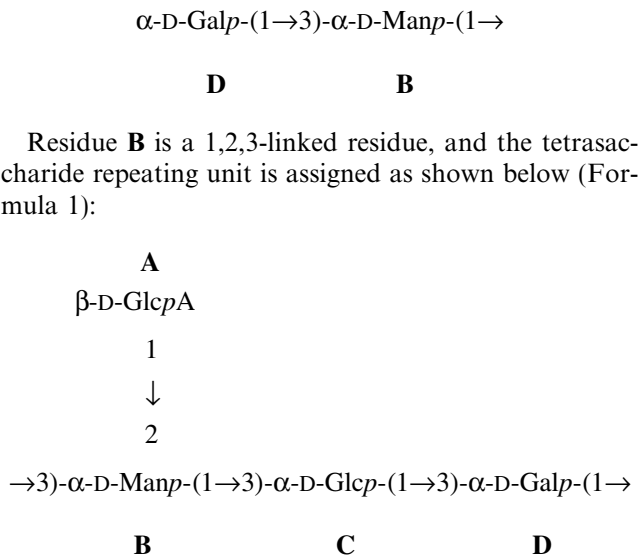 α-D-Galp-(1→3)-α-D-Manp-(1→
D B
Residue B is a 1,2,3-linked residue, and the tetrasac-
charide repeating unit is assigned as shown below (For-
mula 1):
A
β-D-GlcpA
1
↓
2
→3)-α-D-Manp-(1→3)-α-D-Glcp-(1→3)-α-D-Galp-(1→
B C D